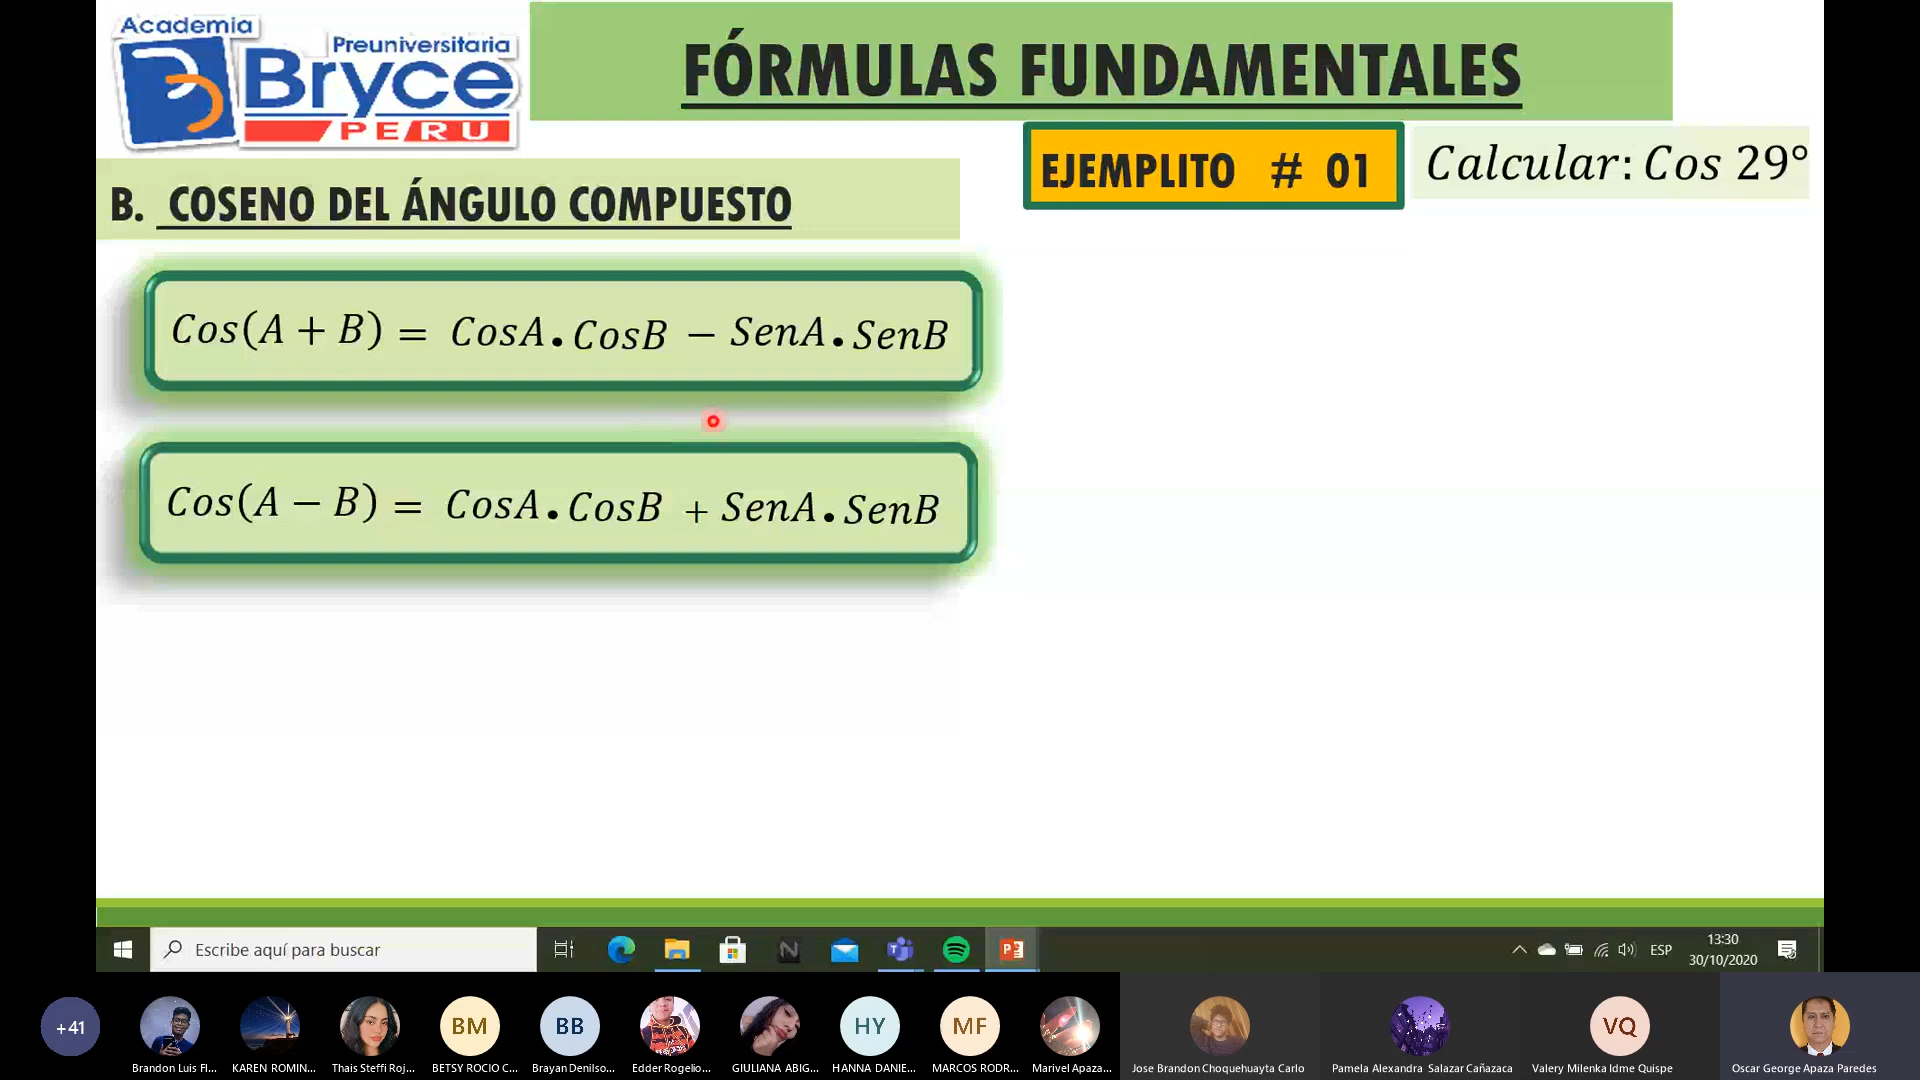 Academia
Preuniversitaria
Bryce
PERU
FÓRMULAS FUNDAMENTALES
EJEMPLITO # 01
Calcular: Cos 29°
B. COSENO DEL ÁNGULO COMPUESTO
Cos(A + B) = CosA.CosB − SenA.SenB
Cos(A − B) = CosA.CosB + SenA.SenB
Escribe aquí para buscar
ESP
13:30
30/10/2020
+41
BM
BB
HY
MF
VQ
Brandon Luis Fl...
KAREN ROMIN...
Thais Steffi Roj...
BETSY ROCIO C...
Brayan Denilso...
Edder Rogelio...
GIULIANA ABIG...
HANNA DANIE...
MARCOS RODR...
Marivel Apaza...
Jose Brandon Choquehuayta Carlo
Pamela Alexandra Salazar Cañazaca
Valery Milenka Idme Quispe
Oscar George Apaza Paredes